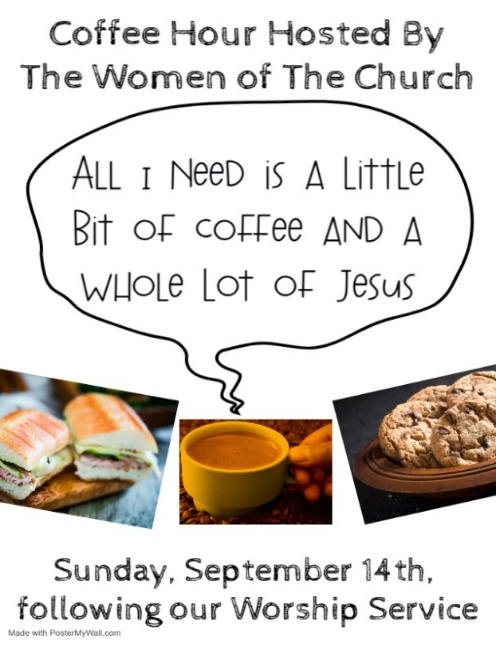 Coffee Hour Hosted By
The Women of The Church
ALL I NEED IS A LITTLE
BIT OF COFFEE AND A
WHOLE LOT OF JESUS
Sunday, September 14th,
following our Worship Service
Made with PosterMyWall.com